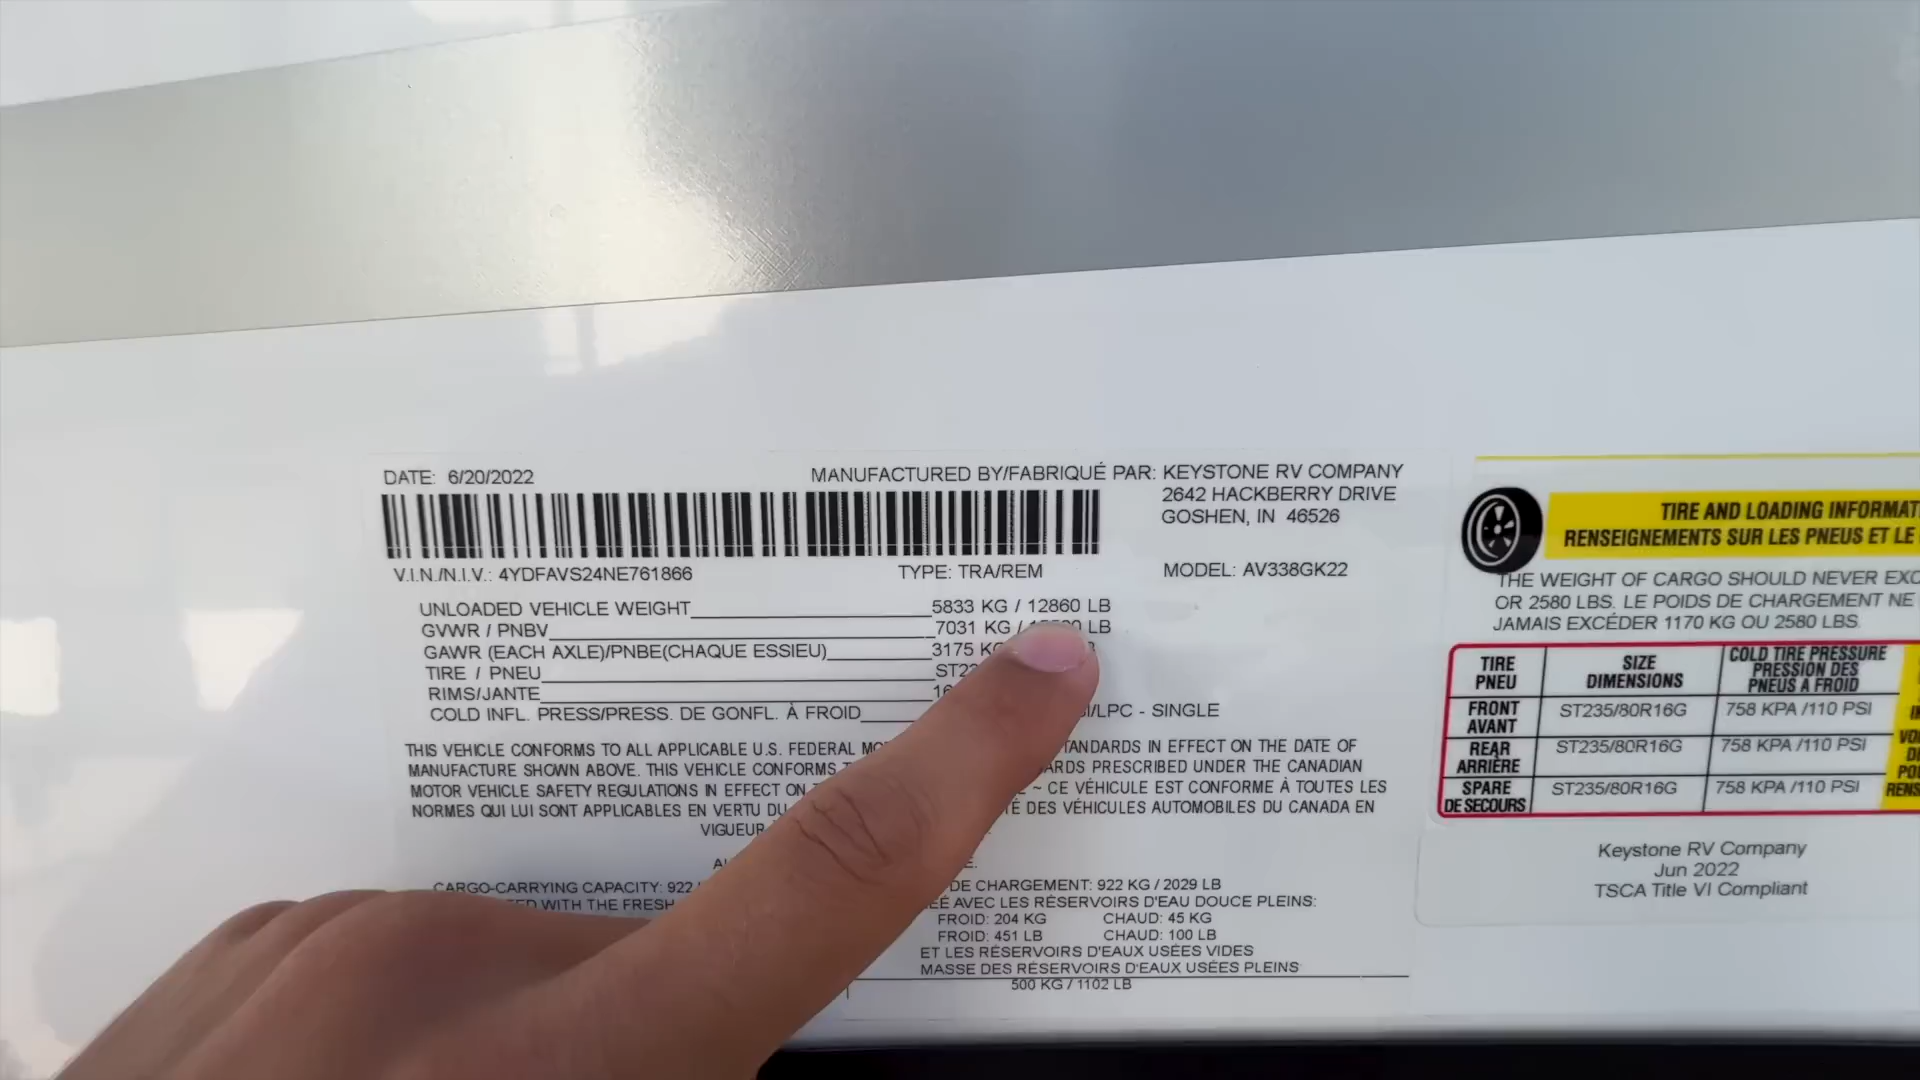 DATE: 6/20/2022
MANUFACTURED BY/FABRIQUÉ PAR: KEYSTONE RV COMPANY
2642 HACKBERRY DRIVE
GOSHEN, IN 46526
V.I.N./N.I.V.: 4YDFAVS24NE761866 TYPE: TRA/REM MODEL: AV338GK22
UNLOADED VEHICLE WEIGHT 5833 KG / 12860 LB
GVWR / PNBV 7031 KG / LB
GAWR (EACH AXLE)/PNBE(CHAQUE ESSIEU) 3175
TIRE / PNEU
RIMS/JANTE
COLD INFL. PRESS/PRESS. DE GONFL. À FROID /LPC - SINGLE
THIS VEHICLE CONFORMS TO ALL APPLICABLE U.S. FEDERAL IN EFFECT ON THE DATE OF
MANUFACTURE SHOWN ABOVE. THIS VEHICLE CONFORMS PRESCRIBED UNDER THE CANADIAN
MOTOR VEHICLE SAFETY REGULATIONS IN EFFECT ON ~ CE VÉHICULE EST CONFORME À TOUTES LES
NORMES QUI LUI SONT APPLICABLES EN VERTU DES VÉHICULES AUTOMOBILES DU CANADA EN
VIGUEUR
CARGO-CARRYING CAPACITY: 922 DE CHARGEMENT: 922 KG / 2029 LB
WITH THE FRESH AVEC LES RÉSERVOIRS D'EAU DOUCE PLEINS:
FROID: 204 KG CHAUD: 45 KG
FROID: 451 LB CHAUD: 100 LB
ET LES RÉSERVOIRS D'EAUX USÉES VIDES
MASSE DES RÉSERVOIRS D'EAUX USÉES PLEINS
500 KG / 1102 LB
TIRE AND LOADING
RENSEIGNEMENTS SUR LES PNEUS ET LE
THE WEIGHT OF CARGO SHOULD NEVER
OR 2580 LBS. LE POIDS DE CHARGEMENT NE
JAMAIS EXCÉDER 1170 KG OU 2580 LBS.
TIRE PNEU
SIZE DIMENSIONS
COLD TIRE PRESSURE
PRESSION DES
PNEUS A FROID
FRONT AVANT ST235/80R16G 758 KPA /110 PSI
REAR ARRIÈRE ST235/80R16G 758 KPA /110 PSI
SPARE DE SECOURS ST235/80R16G 758 KPA /110 PSI
Keystone RV Company
Jun 2022
TSCA Title VI Compliant